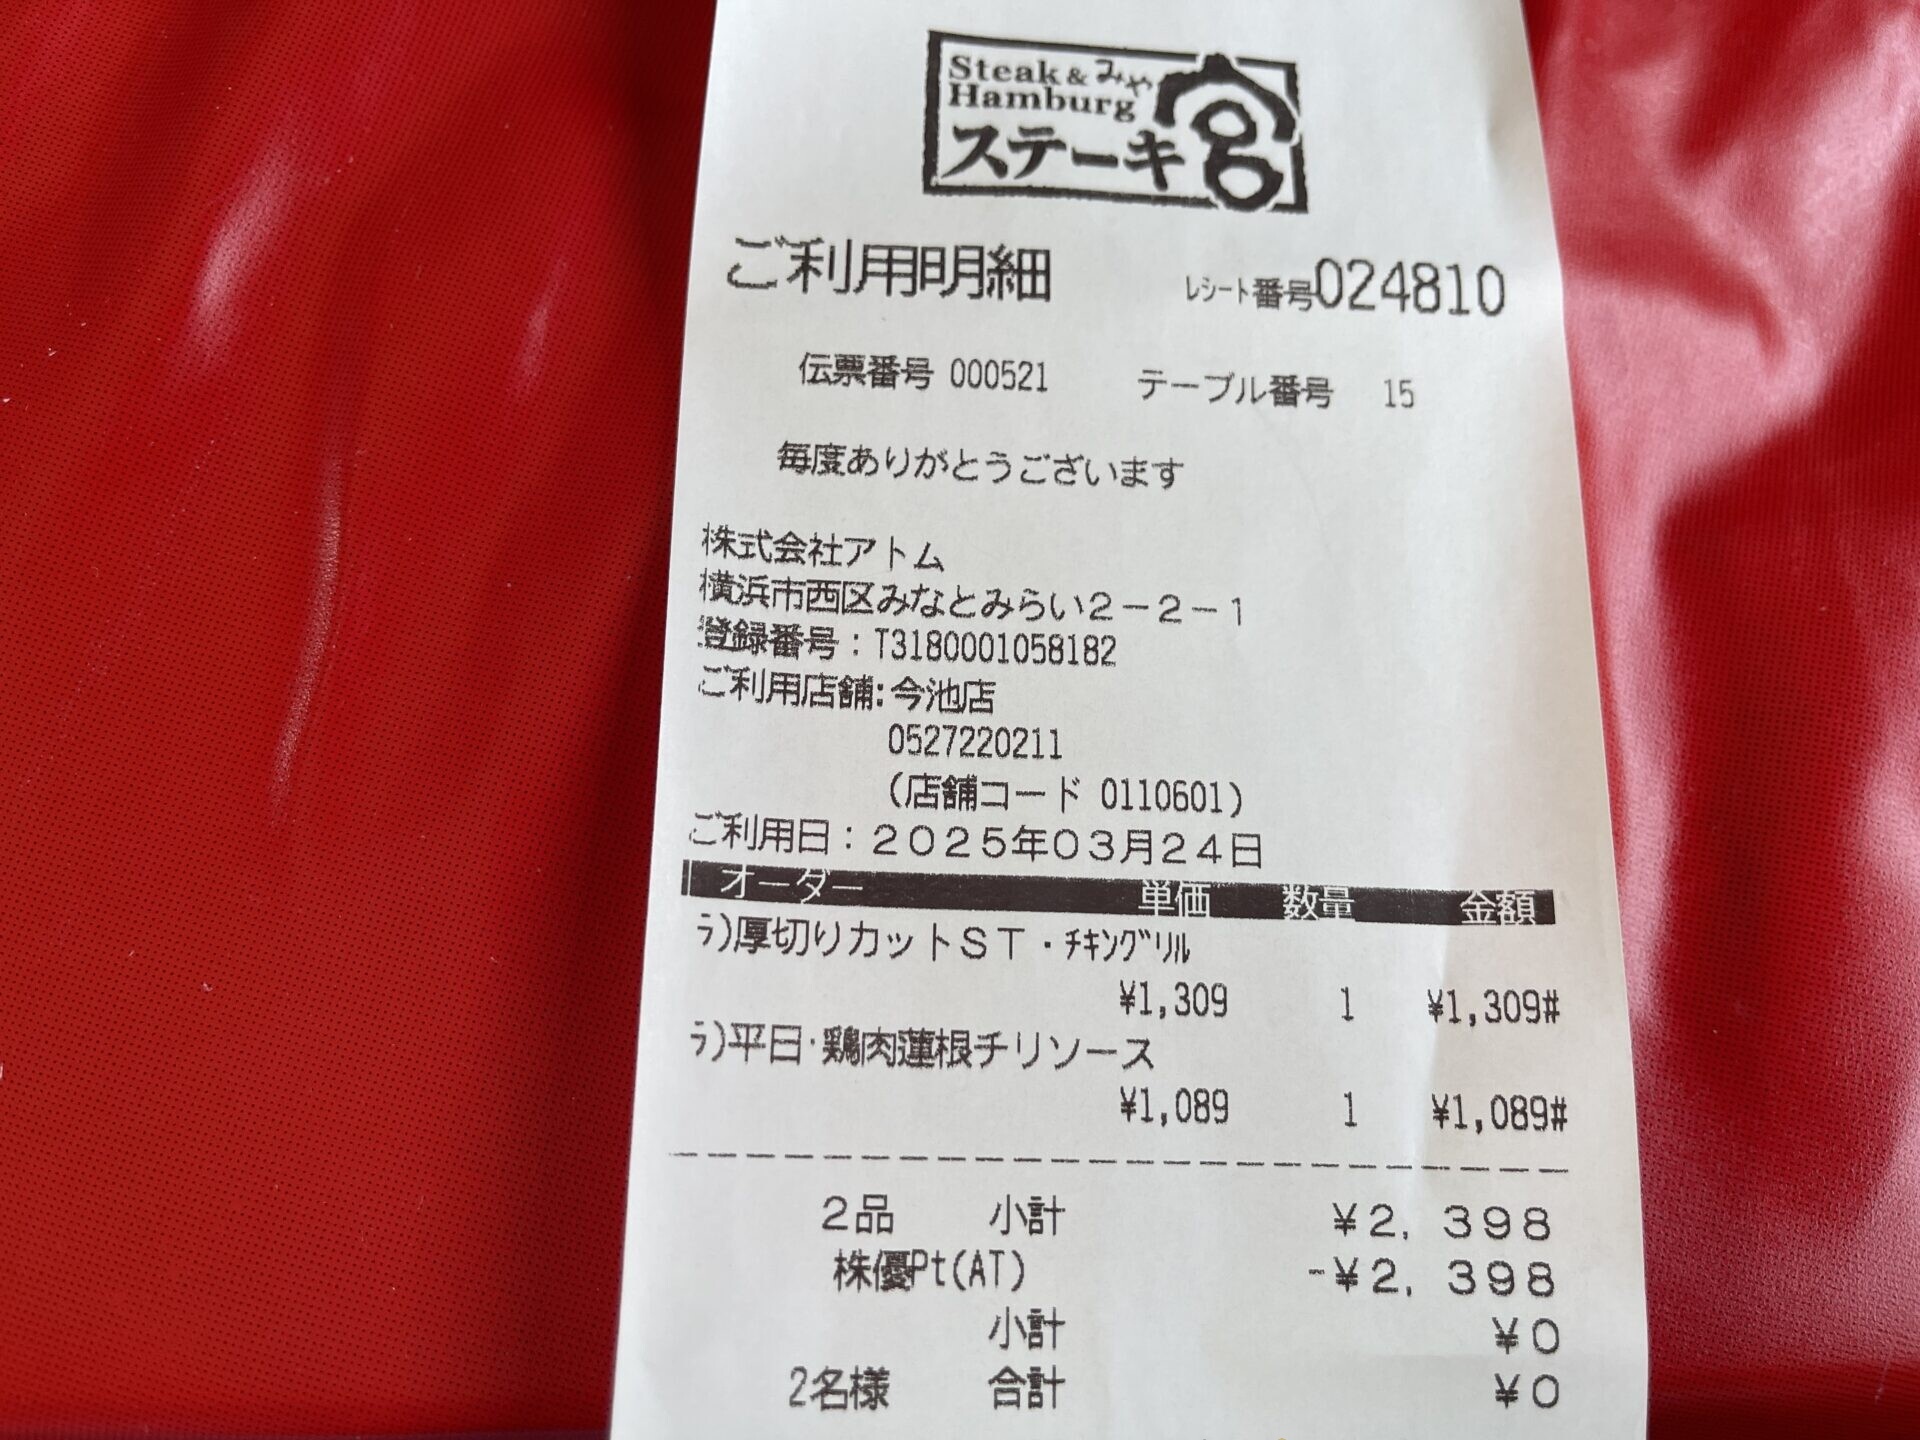 Steak & みや
Hamburg
ステーキ宮
ご利用明細 ﾚｼｰﾄ番号024810
伝票番号 000521 テーブル番号 15
毎度ありがとうございます
株式会社アトム
横浜市西区みなとみらい２－２－１
登録番号：T3180001058182
ご利用店舗:今池店
0527220211
(店舗コード 0110601)
ご利用日：２０２５年０３月２４日
オーダー 単価 数量 金額
ﾗ)厚切りカットＳＴ・ﾁｷﾝｸﾞﾘﾙ
¥1,309 1 ¥1,309#
ﾗ)平日·鶏肉蓮根チリソース
¥1,089 1 ¥1,089#
２品 小計 ¥２，３９８
株優Pt(AT) -¥２，３９８
小計 ¥０
2名様 合計 ¥０